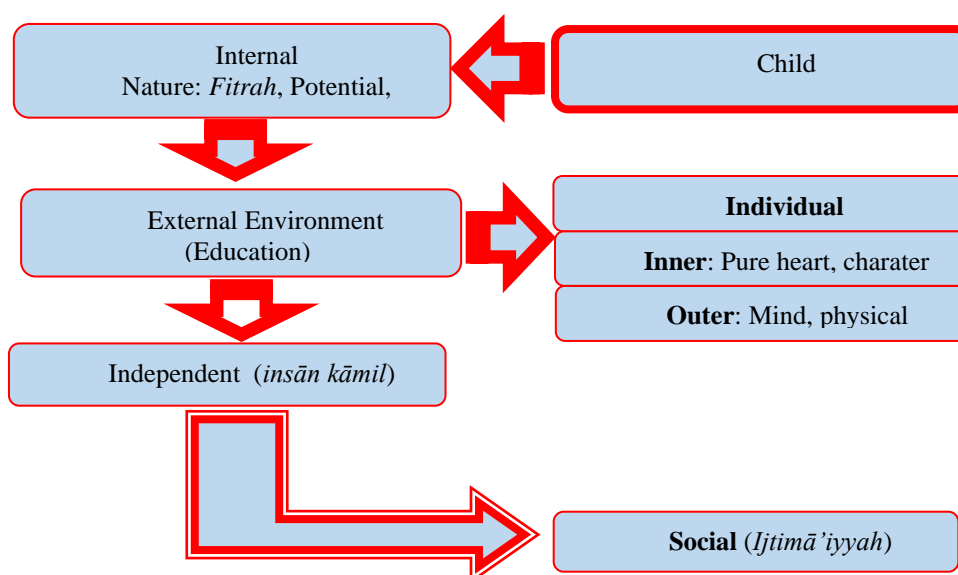 Internal
Nature: Fitrah, Potential,
Child
External Environment
(Education)
Individual
Inner: Pure heart, charater
Outer: Mind, physical
Independent (insān kāmil)
Social (Ijtimā’iyyah)